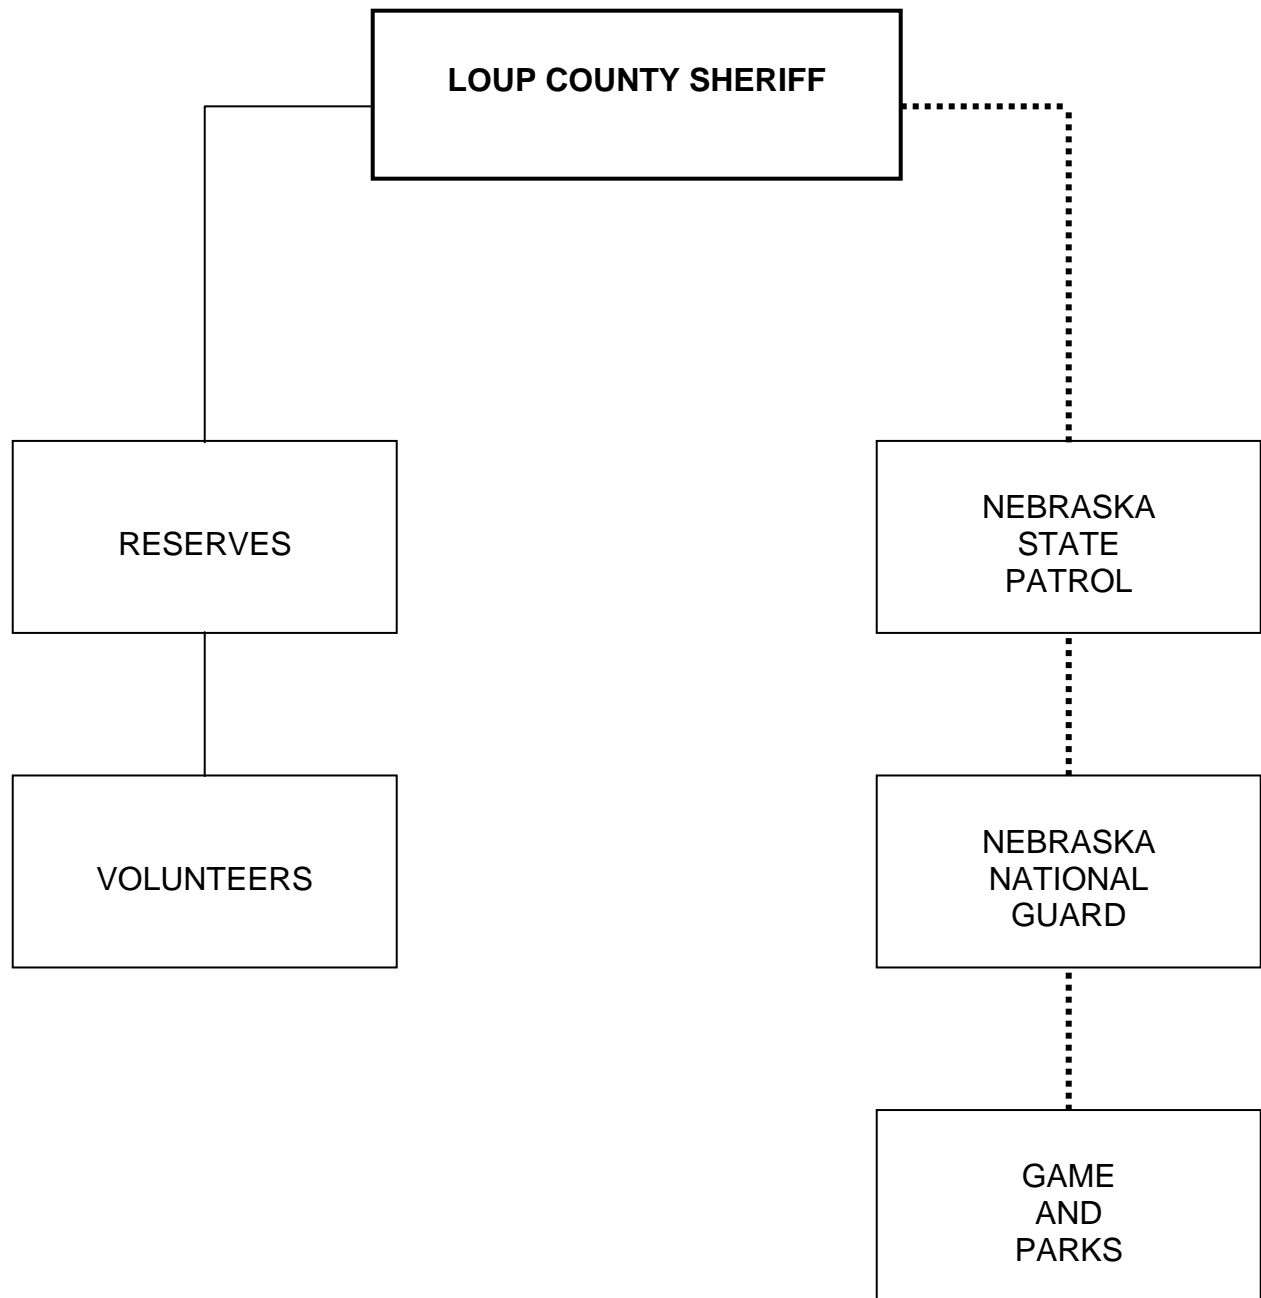 LOUP COUNTY SHERIFF
RESERVES
NEBRASKA
STATE
PATROL
VOLUNTEERS
NEBRASKA
NATIONAL
GUARD
GAME
AND
PARKS